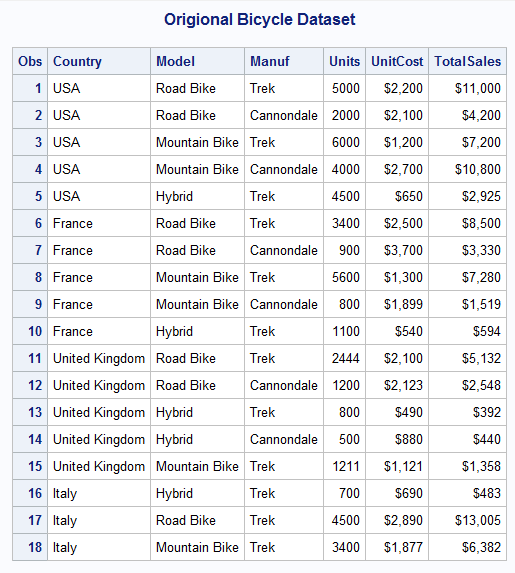 Origional Bicycle Dataset
Obs Country Model Manuf Units UnitCost TotalSales
1 USA Road Bike Trek 5000 $2,200 $11,000
2 USA Road Bike Cannondale 2000 $2,100 $4,200
3 USA Mountain Bike Trek 6000 $1,200 $7,200
4 USA Mountain Bike Cannondale 4000 $2,700 $10,800
5 USA Hybrid Trek 4500 $650 $2,925
6 France Road Bike Trek 3400 $2,500 $8,500
7 France Road Bike Cannondale 900 $3,700 $3,330
8 France Mountain Bike Trek 5600 $1,300 $7,280
9 France Mountain Bike Cannondale 800 $1,899 $1,519
10 France Hybrid Trek 1100 $540 $594
11 United Kingdom Road Bike Trek 2444 $2,100 $5,132
12 United Kingdom Road Bike Cannondale 1200 $2,123 $2,548
13 United Kingdom Hybrid Trek 800 $490 $392
14 United Kingdom Hybrid Cannondale 500 $880 $440
15 United Kingdom Mountain Bike Trek 1211 $1,121 $1,358
16 Italy Hybrid Trek 700 $690 $483
17 Italy Road Bike Trek 4500 $2,890 $13,005
18 Italy Mountain Bike Trek 3400 $1,877 $6,382